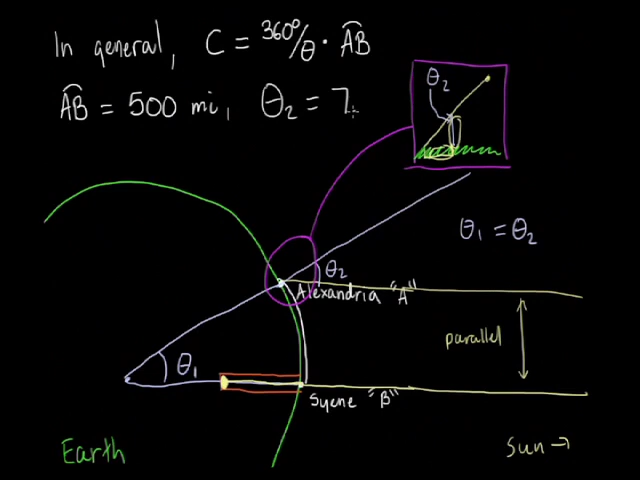 In general, C = 360°/θ · AB
AB = 500 mi, θ₂ = 7.
θ₂
θ₁ = θ₂
θ₂
Alexandria "A"
parallel
θ₁
Syene "B"
Earth
Sun →